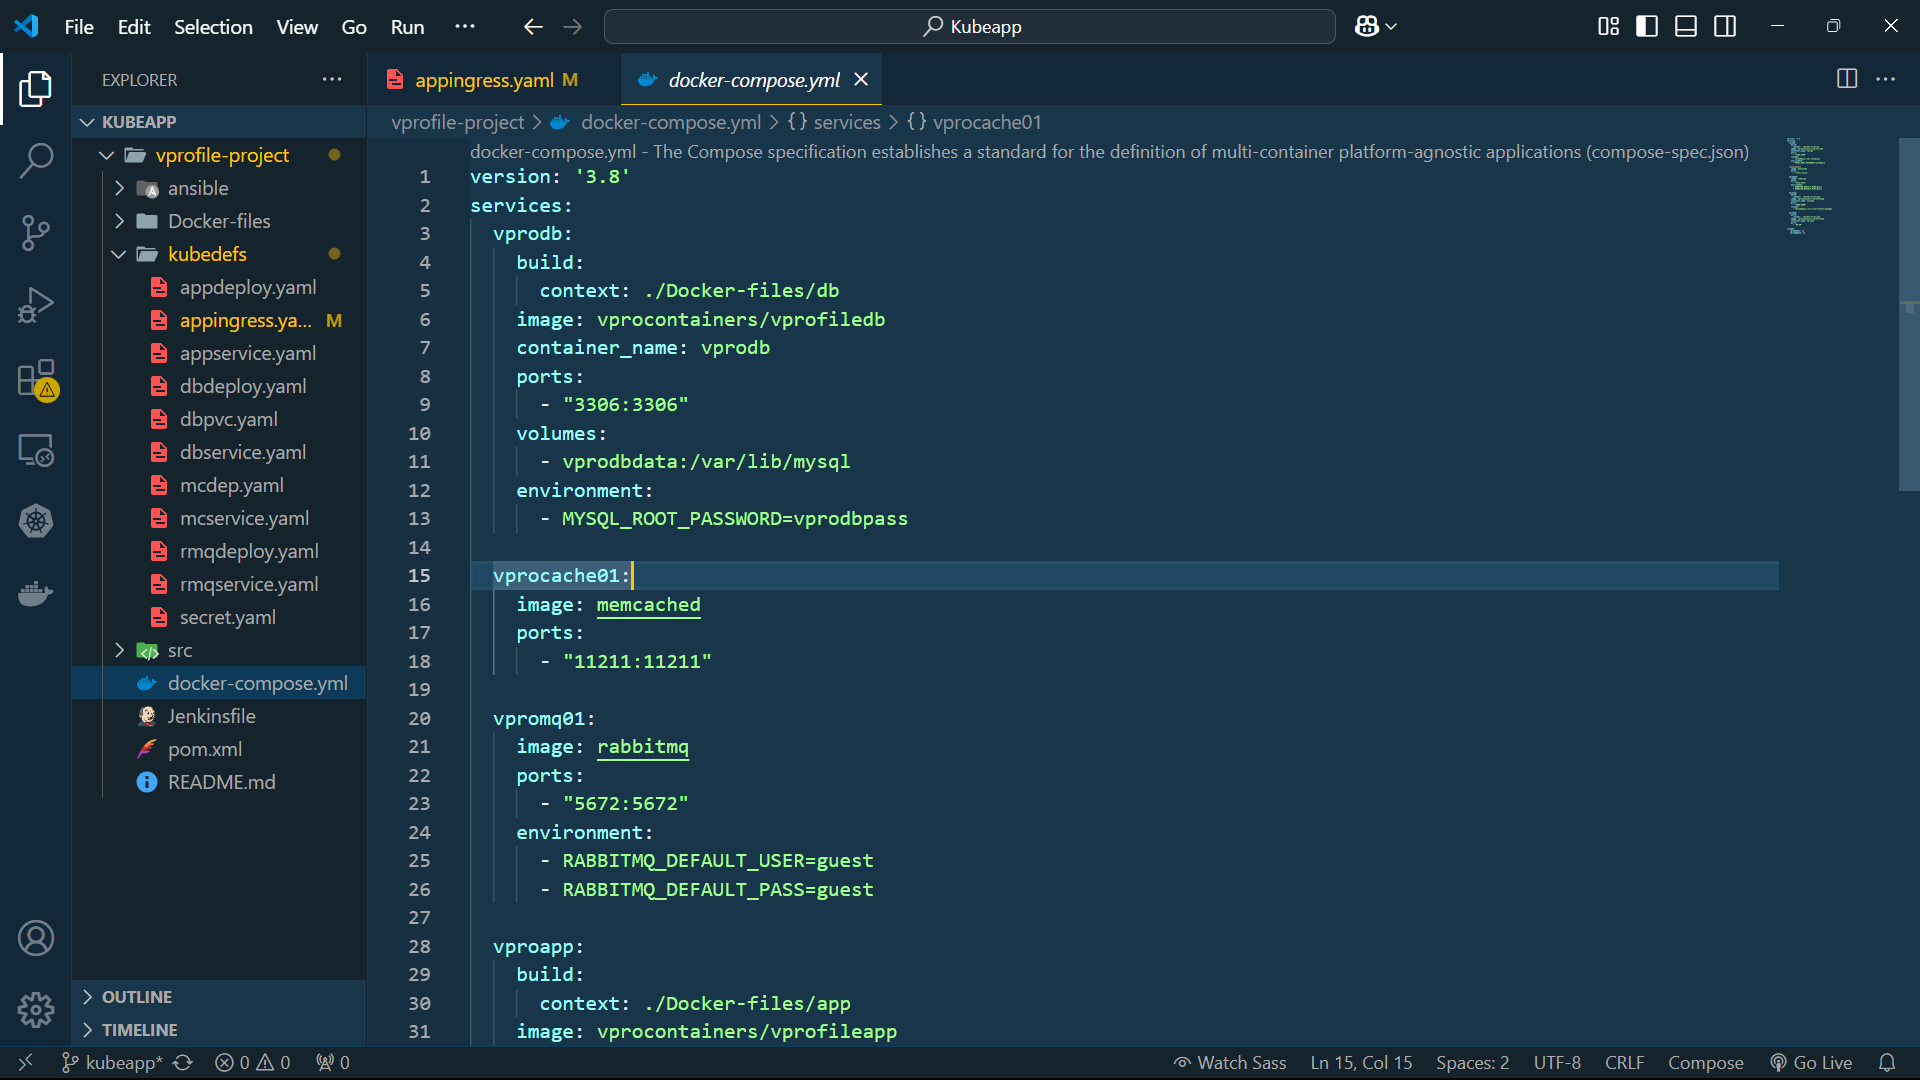 File Edit Selection View Go Run ··· Kubeapp
EXPLORER ···
appingress.yaml M
docker-compose.yml
KUBEAPP
vprofile-project
ansible
Docker-files
kubedefs
appdeploy.yaml
appingress.ya... M
appservice.yaml
dbdeploy.yaml
dbpvc.yaml
dbservice.yaml
mcdep.yaml
mcservice.yaml
rmqdeploy.yaml
rmqservice.yaml
secret.yaml
src
docker-compose.yml
Jenkinsfile
pom.xml
README.md
OUTLINE
TIMELINE
vprofile-project > docker-compose.yml > {} services > {} vprocache01
docker-compose.yml - The Compose specification establishes a standard for the definition of multi-container platform-agnostic applications (compose-spec.json)
1 version: '3.8'
2 services:
3 vprodb:
4 build:
5 context: ./Docker-files/db
6 image: vprocontainers/vprofiledb
7 container_name: vprodb
8 ports:
9 - "3306:3306"
10 volumes:
11 - vprodbdata:/var/lib/mysql
12 environment:
13 - MYSQL_ROOT_PASSWORD=vprodbpass
14
15 vprocache01:
16 image: memcached
17 ports:
18 - "11211:11211"
19
20 vpromq01:
21 image: rabbitmq
22 ports:
23 - "5672:5672"
24 environment:
25 - RABBITMQ_DEFAULT_USER=guest
26 - RABBITMQ_DEFAULT_PASS=guest
27
28 vproapp:
29 build:
30 context: ./Docker-files/app
31 image: vprocontainers/vprofileapp
kubeapp* 0 0 0 Watch Sass Ln 15, Col 15 Spaces: 2 UTF-8 CRLF Compose Go Live